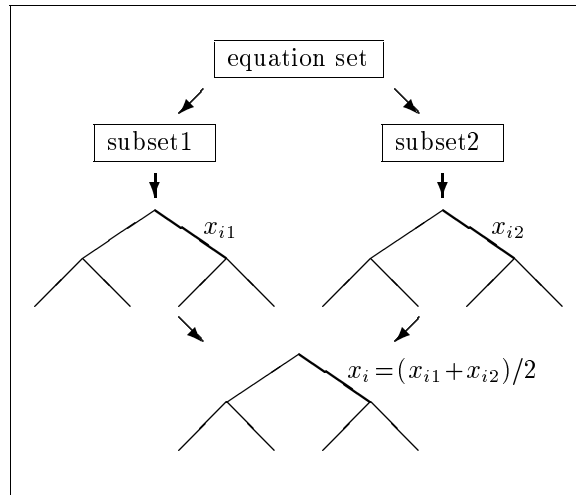 equation set
subset1 subset2
x_{i1} x_{i2}
x_i=(x_{i1}+x_{i2})/2